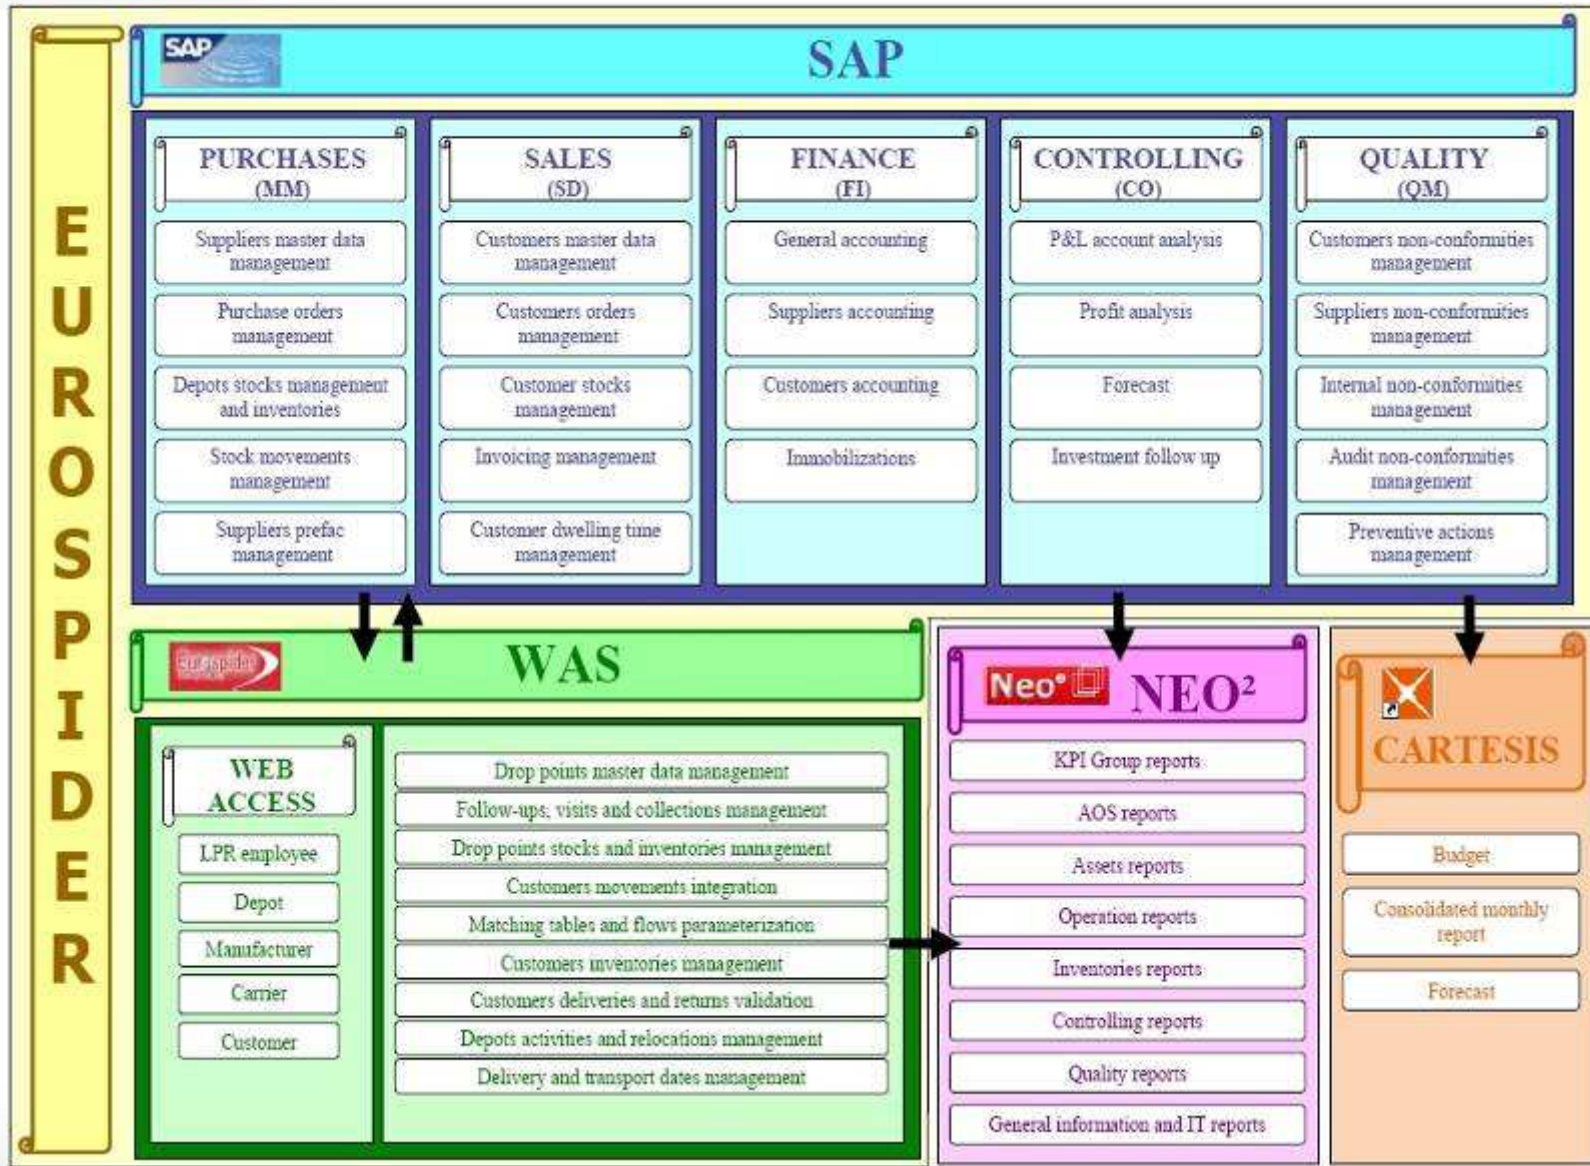 EUROSPIDER
SAP
SAP
PURCHASES
(MM)
Suppliers master data
management
Purchase orders
management
Depots stocks management
and inventories
Stock movements
management
Suppliers prefac
management
SALES
(SD)
Customers master data
management
Customers orders
management
Customer stocks
management
Invoicing management
Customer dwelling time
management
FINANCE
(FI)
General accounting
Suppliers accounting
Customers accounting
Immobilizations
CONTROLLING
(CO)
P&L account analysis
Profit analysis
Forecast
Investment follow up
QUALITY
(QM)
Customers non-conformities
management
Suppliers non-conformities
management
Internal non-conformities
management
Audit non-conformities
management
Preventive actions
management
Eurospider
WAS
WEB
ACCESS
LPR employee
Depot
Manufacturer
Carrier
Customer
Drop points master data management
Follow-ups, visits and collections management
Drop points stocks and inventories management
Customers movements integration
Matching tables and flows parameterization
Customers inventories management
Customers deliveries and returns validation
Depots activities and relocations management
Delivery and transport dates management
Neo²
NEO²
KPI Group reports
AOS reports
Assets reports
Operation reports
Inventories reports
Controlling reports
Quality reports
General information and IT reports
CARTESIS
Budget
Consolidated monthly
report
Forecast